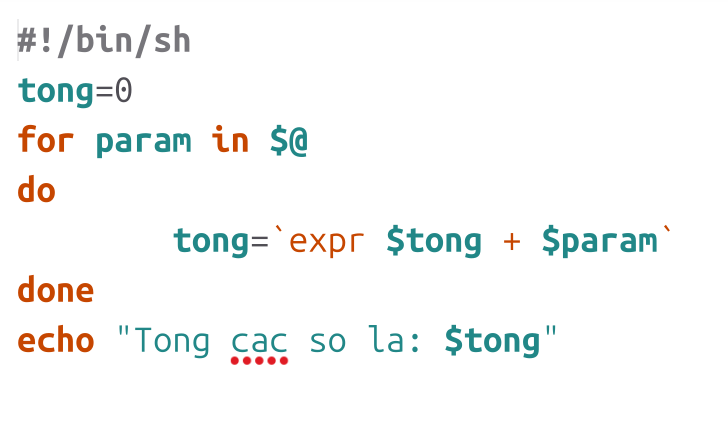 #!/bin/sh
tong=0
for param in $@
do
        tong=`expr $tong + $param`
done
echo "Tong cac so la: $tong"